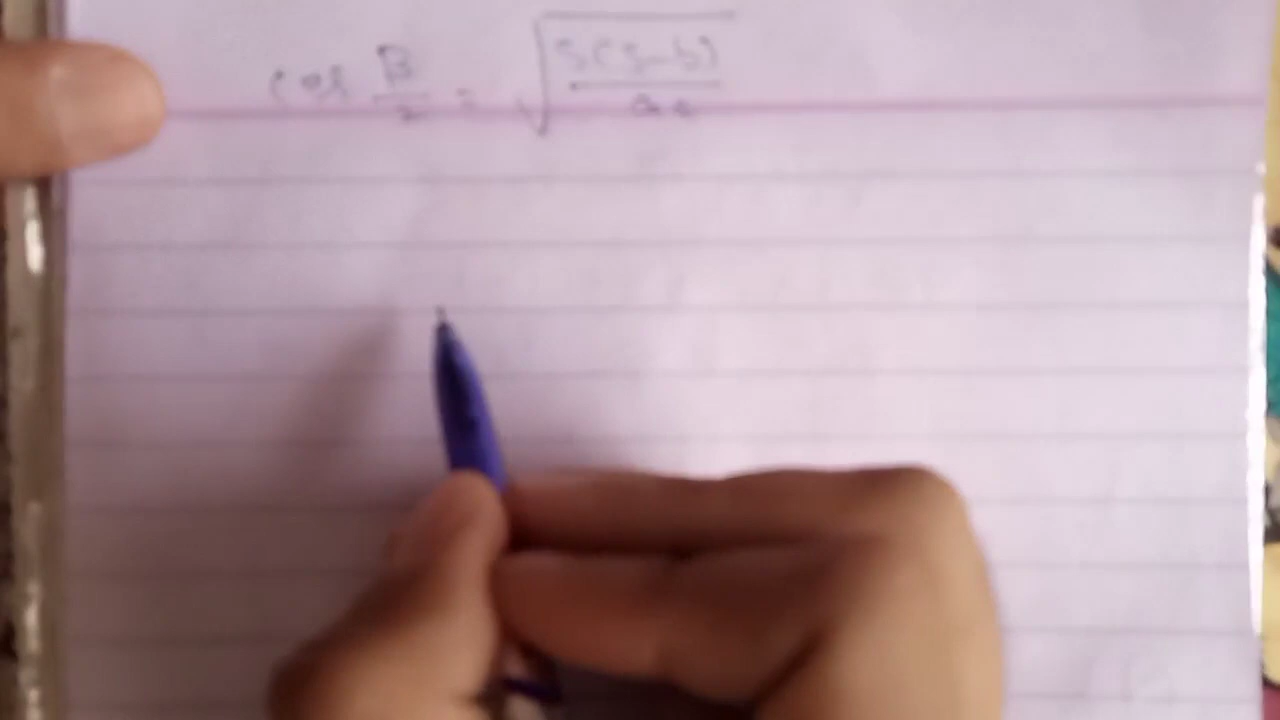 cos B/2 = √(S(S-b)/ac)